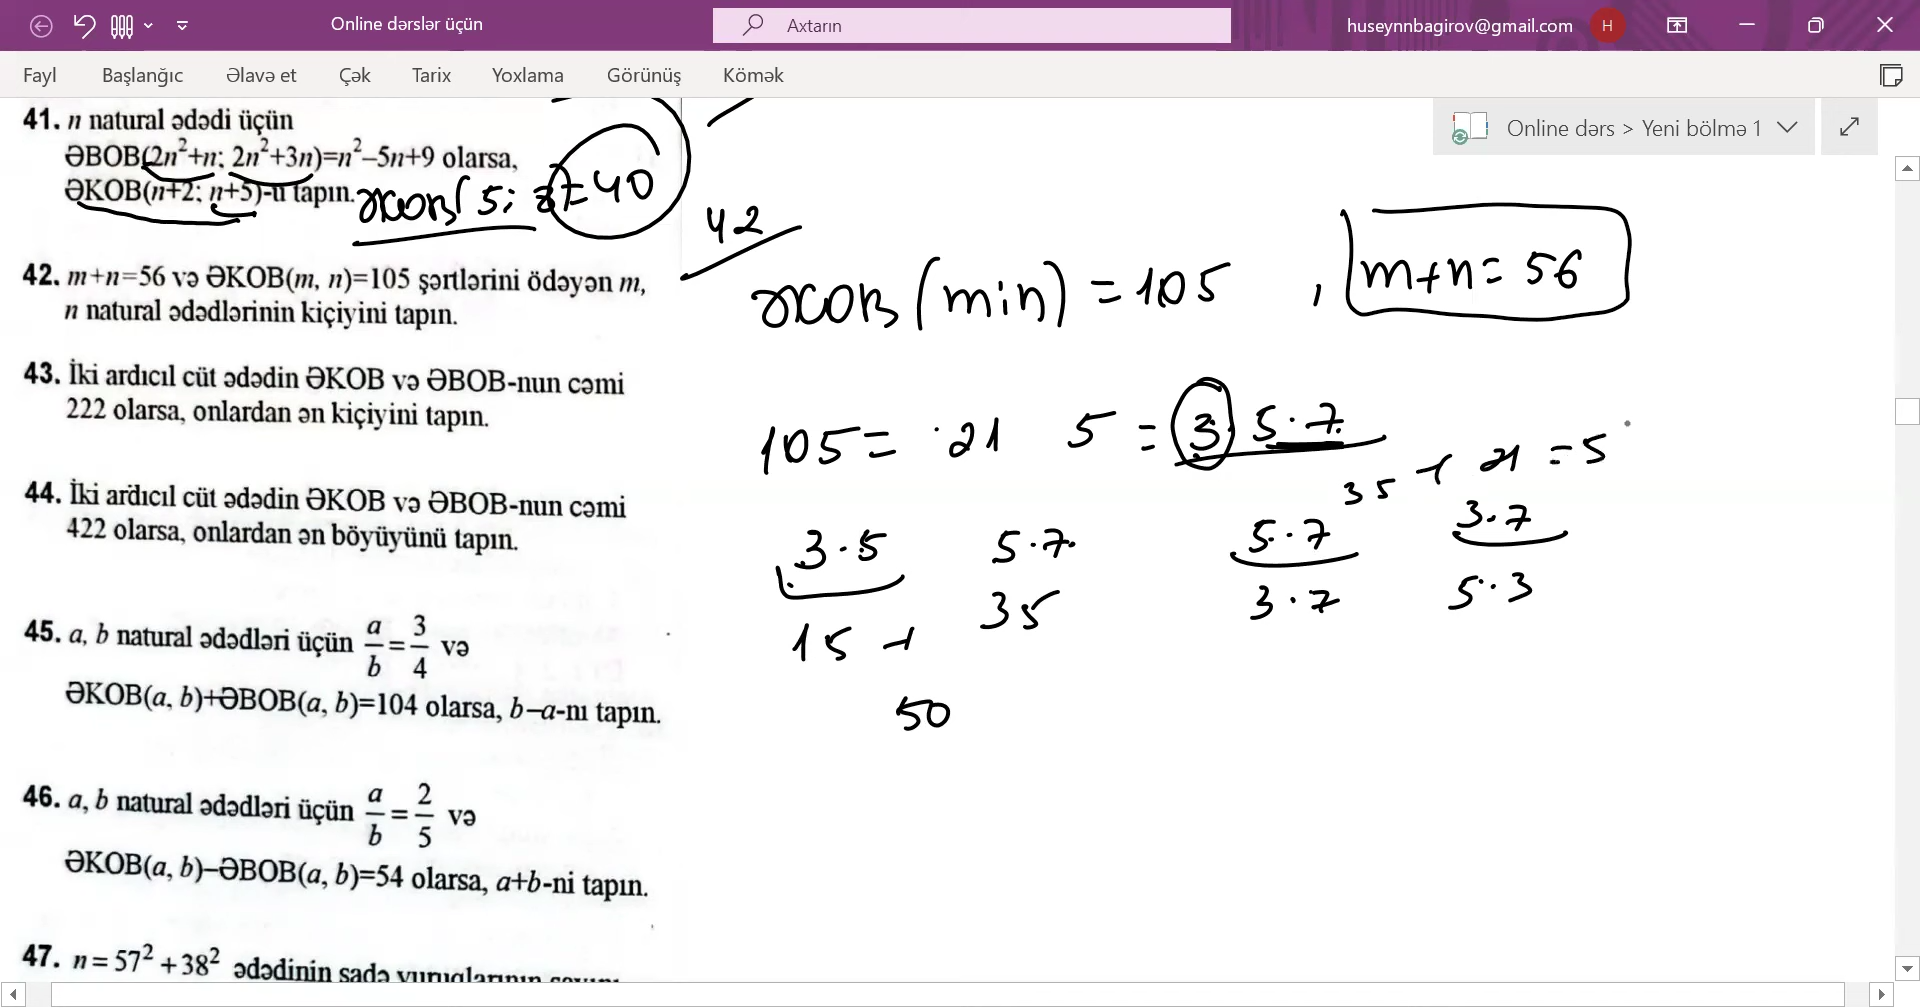 Online dərslər üçün
Axtarın
huseynnbagirov@gmail.com
H
Fayl Başlanğıc Əlavə et Çək Tarix Yoxlama Görünüş Kömək
Online dərs > Yeni bölmə 1
41. n natural ədədi üçün
ƏBOB(2n²+n; 2n²+3n)=n²–5n+9 olarsa,
ƏKOB(n+2; n+5)-u tapın.
ƏKOB(5; 8)=40
42. m+n=56 və ƏKOB(m, n)=105 şərtlərini ödəyən m,
n natural ədədlərinin kiçiyini tapın.
43. İki ardıcıl cüt ədədin ƏKOB və ƏBOB-nun cəmi
222 olarsa, onlardan ən kiçiyini tapın.
44. İki ardıcıl cüt ədədin ƏKOB və ƏBOB-nun cəmi
422 olarsa, onlardan ən böyüyünü tapın.
45. a, b natural ədədləri üçün a/b = 3/4 və
ƏKOB(a, b)+ƏBOB(a, b)=104 olarsa, b–a-nı tapın.
46. a, b natural ədədləri üçün a/b = 2/5 və
ƏKOB(a, b)–ƏBOB(a, b)=54 olarsa, a+b-ni tapın.
47. n = 57² + 38² ədədinin sadə
42
ƏKOB(m;n) = 105 , m+n = 56
105 = ·21 5 = 3 5·7
35 + 21 = 5
3·5 5·7 5·7 3·7
15 + 35 3·7 5·3
50